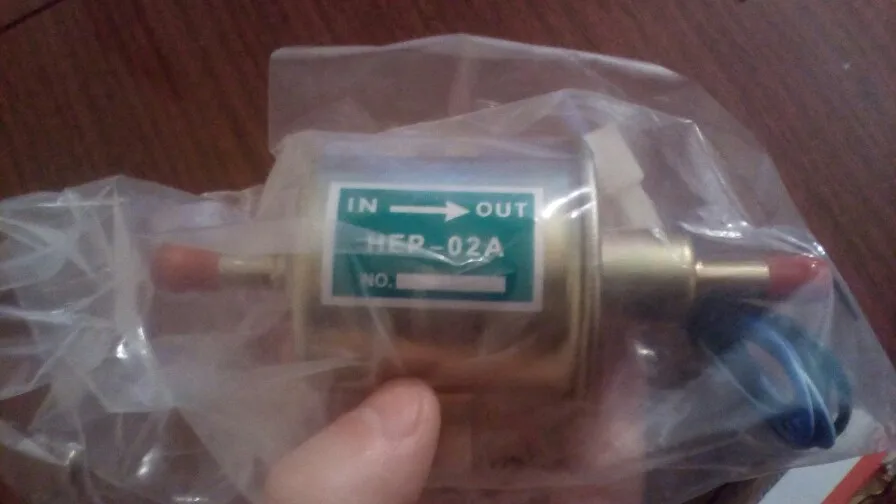 IN → OUT
HEP-02A
NO.